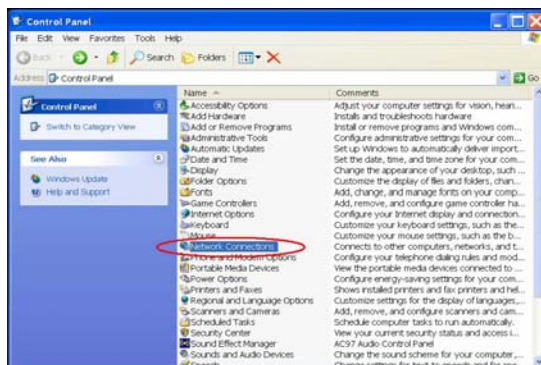 Control Panel
File Edit View Favorites Tools Help
Back Search Folders
Address Control Panel Go
Control Panel
Switch to Category View
See Also
Windows Update
Help and Support
Name Comments
Accessibility Options Adjust your computer settings for vision, heari...
Add Hardware Installs and troubleshoots hardware
Add or Remove Programs Install or remove programs and Windows com...
Administrative Tools Configure administrative settings for your com...
Automatic Updates Set up Windows to automatically deliver import...
Date and Time Set the date, time, and time zone for your com...
Display Change the appearance of your desktop, such ...
Folder Options Customize the display of files and folders, chan...
Fonts Add, change, and manage fonts on your comp...
Game Controllers Add, remove, and configure game controller ha...
Internet Options Configure your Internet display and connection...
Keyboard Customize your keyboard settings, such as the...
Mouse Customize your mouse settings, such as the b...
Network Connections Connects to other computers, networks, and t...
Phone and Modem Options Configure your telephone dialing rules and mod...
Portable Media Devices View the portable media devices connected to ...
Power Options Configure energy-saving settings for your com...
Printers and Faxes Shows installed printers and fax printers and hel...
Regional and Language Options Customize settings for the display of languages,...
Scanners and Cameras Add, remove, and configure scanners and cam...
Scheduled Tasks Schedule computer tasks to run automatically.
Security Center View your current security status and access i...
Sound Effect Manager AC97 Audio Control Panel
Sounds and Audio Devices Change the sound scheme for your computer,...